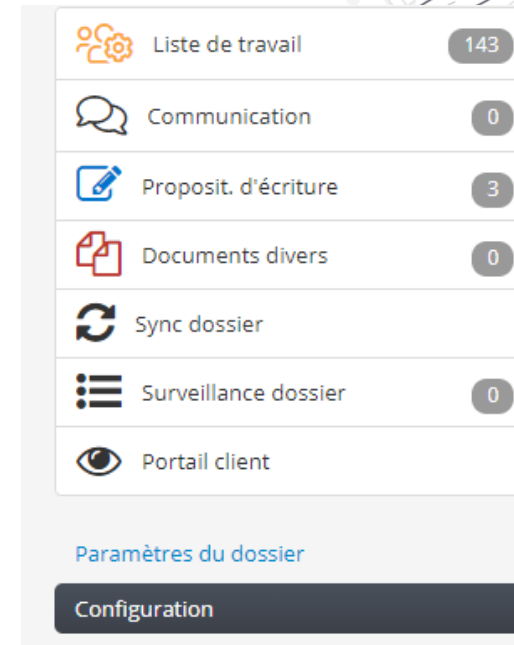 Liste de travail 143
Communication 0
Proposit. d'écriture 3
Documents divers 0
Sync dossier
Surveillance dossier 0
Portail client
Paramètres du dossier
Configuration